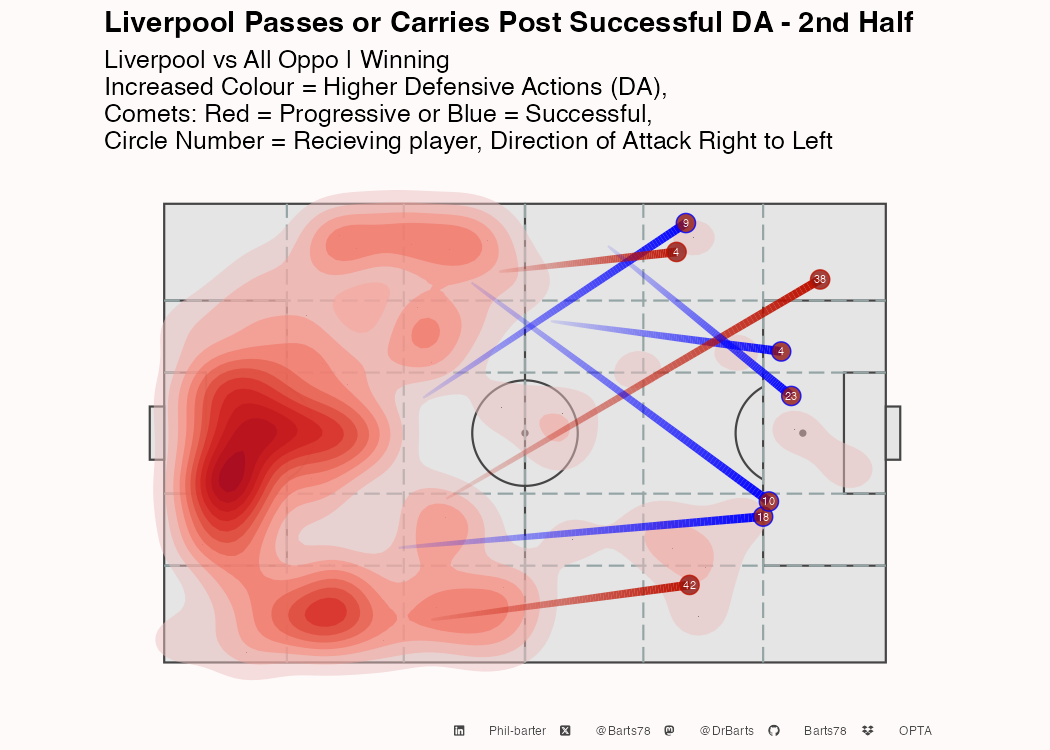 Liverpool Passes or Carries Post Successful DA - 2nd Half
Liverpool vs All Oppo | Winning
Increased Colour = Higher Defensive Actions (DA),
Comets: Red = Progressive or Blue = Successful,
Circle Number = Recieving player, Direction of Attack Right to Left
9
4
38
4
23
10
18
42
Phil-barter @Barts78 @DrBarts Barts78 OPTA